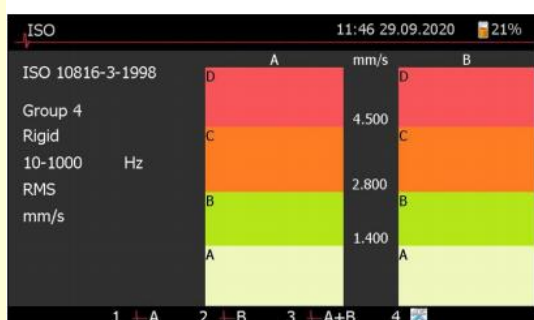 ISO 11:46 29.09.2020 21%
ISO 10816-3-1998
Group 4
Rigid
10-1000 Hz
RMS
mm/s
A mm/s B
D D
4.500
C C
2.800
B B
1.400
A A
1 A 2 B 3 A+B 4